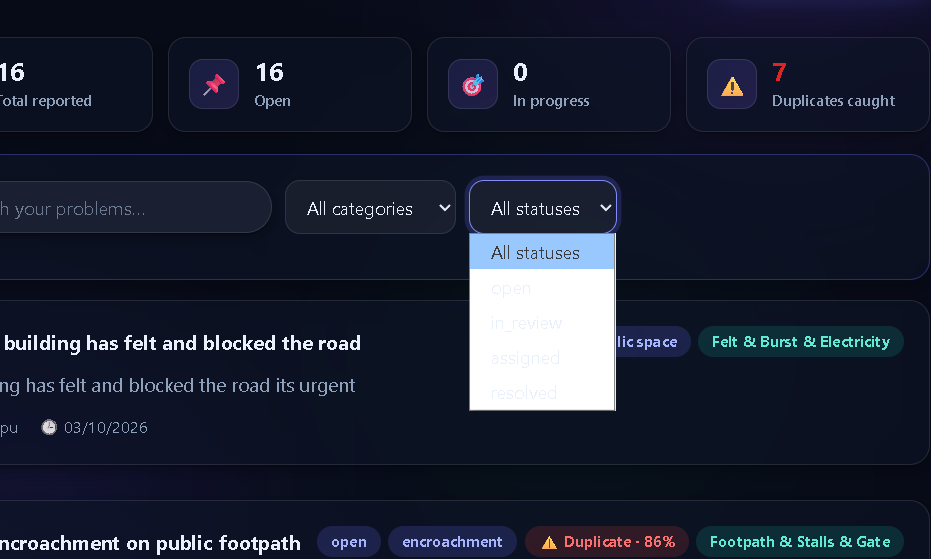 16
Total reported
16
Open
0
In progress
7
Duplicates caught
h your problems...
All categories
All statuses
All statuses
open
in_review
assigned
resolved
building has felt and blocked the road
lic space
Felt & Burst & Electricity
ng has felt and blocked the road its urgent
pu
03/10/2026
ncroachment on public footpath
open
encroachment
Duplicate - 86%
Footpath & Stalls & Gate